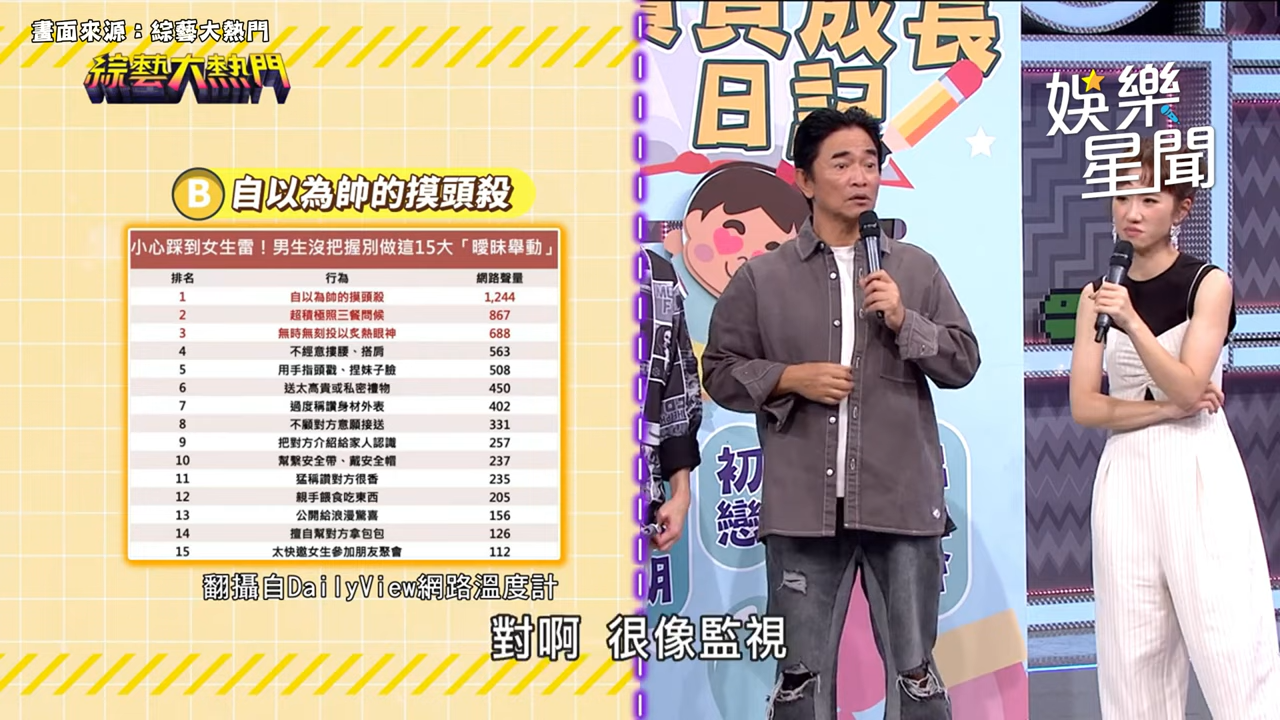 畫面來源：綜藝大熱門
綜藝大熱門
B 自以為帥的摸頭殺
小心踩到女生雷！男生沒把握別做這15大「曖昧舉動」
排名 行為 網路聲量
1 自以為帥的摸頭殺 1,244
2 超積極照三餐問候 867
3 無時無刻投以炙熱眼神 688
4 不經意摟腰、搭肩 563
5 用手指頭戳、捏妹子臉 508
6 送太高貴或私密禮物 450
7 過度稱讚身材外表 402
8 不顧對方意願接送 331
9 把對方介紹給家人認識 257
10 幫繫安全帶、戴安全帽 237
11 猛稱讚對方很香 235
12 親手餵食吃東西 205
13 公開給浪漫驚喜 156
14 擅自幫對方拿包包 126
15 太快邀女生參加朋友聚會 112
翻攝自DailyView網路溫度計
成長
日記
初
戀
期
娛樂
星聞
對啊 很像監視